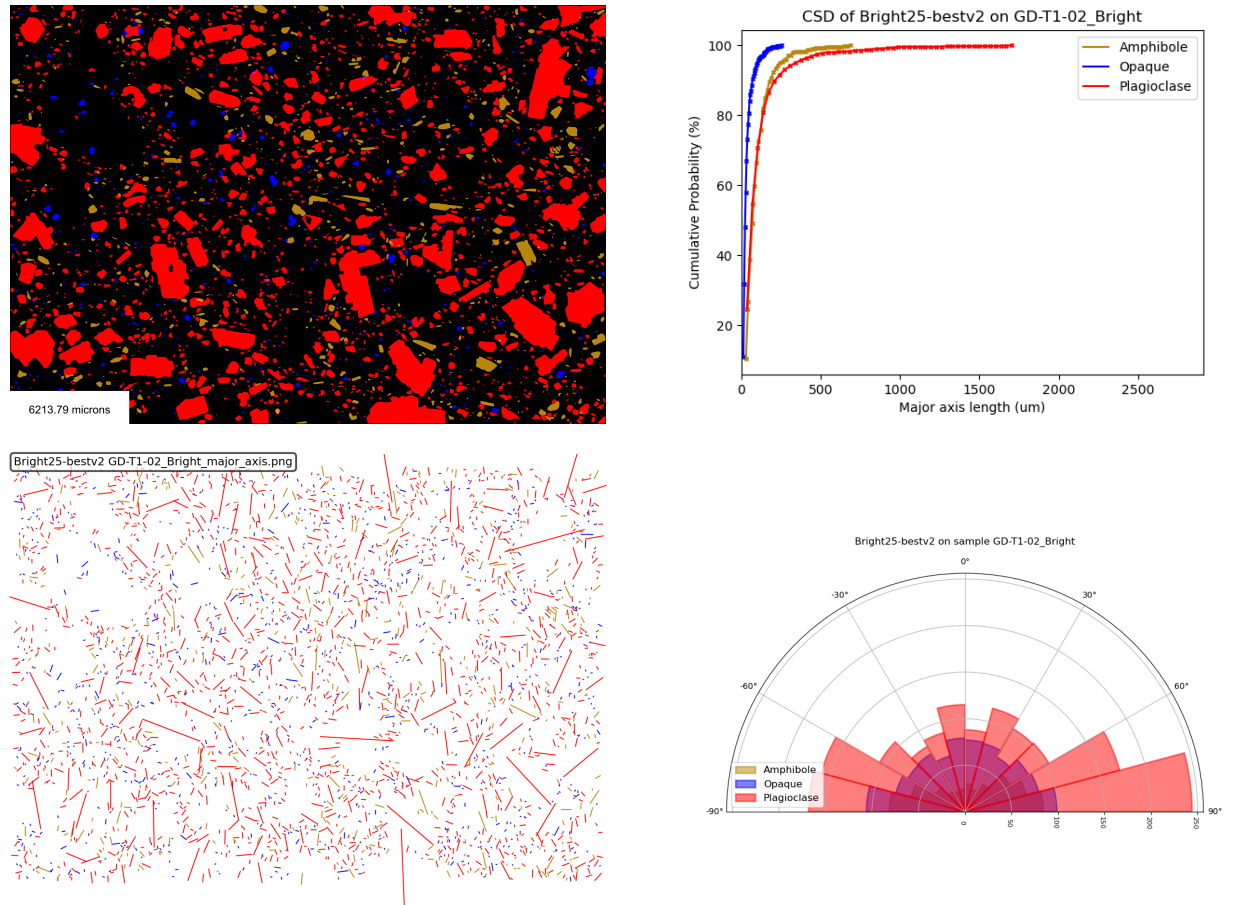 6213.79 microns
CSD of Bright25-bestv2 on GD-T1-02_Bright
Cumulative Probability (%)
100
80
60
40
20
0
500
1000
1500
2000
2500
Major axis length (um)
Amphibole
Opaque
Plagioclase
Bright25-bestv2 GD-T1-02_Bright_major_axis.png
Bright25-bestv2 on sample GD-T1-02_Bright
0°
-30°
30°
-60°
60°
-90°
90°
Amphibole
Opaque
Plagioclase
0
50
100
150
200
250